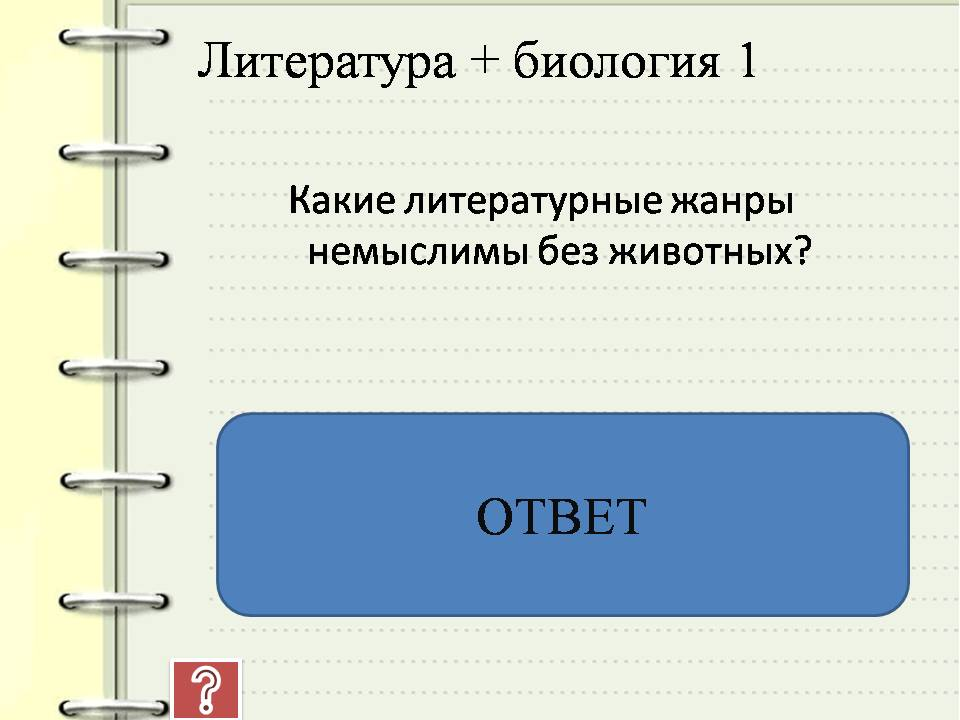 Литература + биология 1
Какие литературные жанры
немыслимы без животных?
ОТВЕТ
?